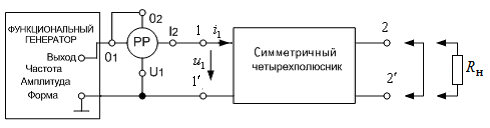 ФУНКЦИОНАЛЬНЫЙ
ГЕНЕРАТОР
Выход
Частота
Амплитуда
Форма
01
02
PP
I2
U1
1
i1
u1
1′
Симметричный
четырехполюсник
2
2′
Rн